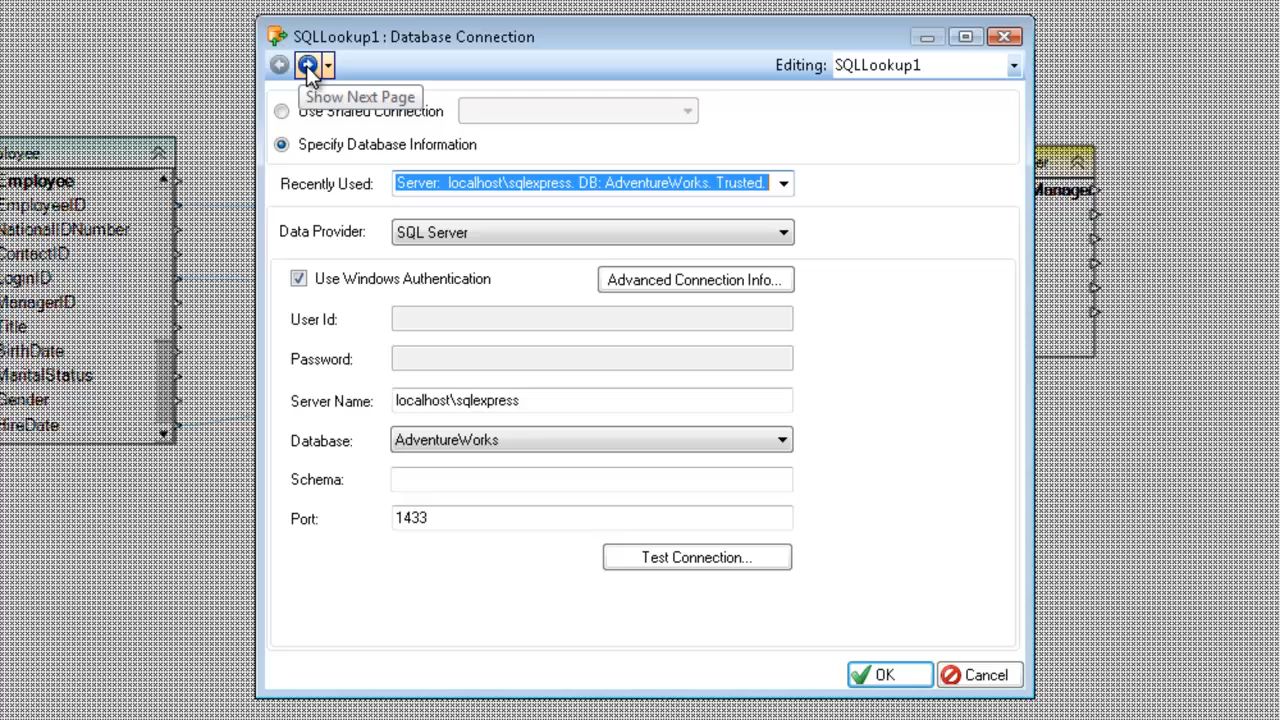 SQLLookup1 : Database Connection
Editing: SQLLookup1
Show Next Page
Use Shared Connection
Specify Database Information
Recently Used: Server: localhost\sqlexpress. DB: AdventureWorks. Trusted.
Data Provider: SQL Server
Use Windows Authentication
Advanced Connection Info...
User Id:
Password:
Server Name: localhost\sqlexpress
Database: AdventureWorks
Schema:
Port: 1433
Test Connection...
OK
Cancel
Employee
EmployeeID
NationalIDNumber
ContactID
LoginID
ManagerID
Title
BirthDate
MaritalStatus
Gender
HireDate
Manager